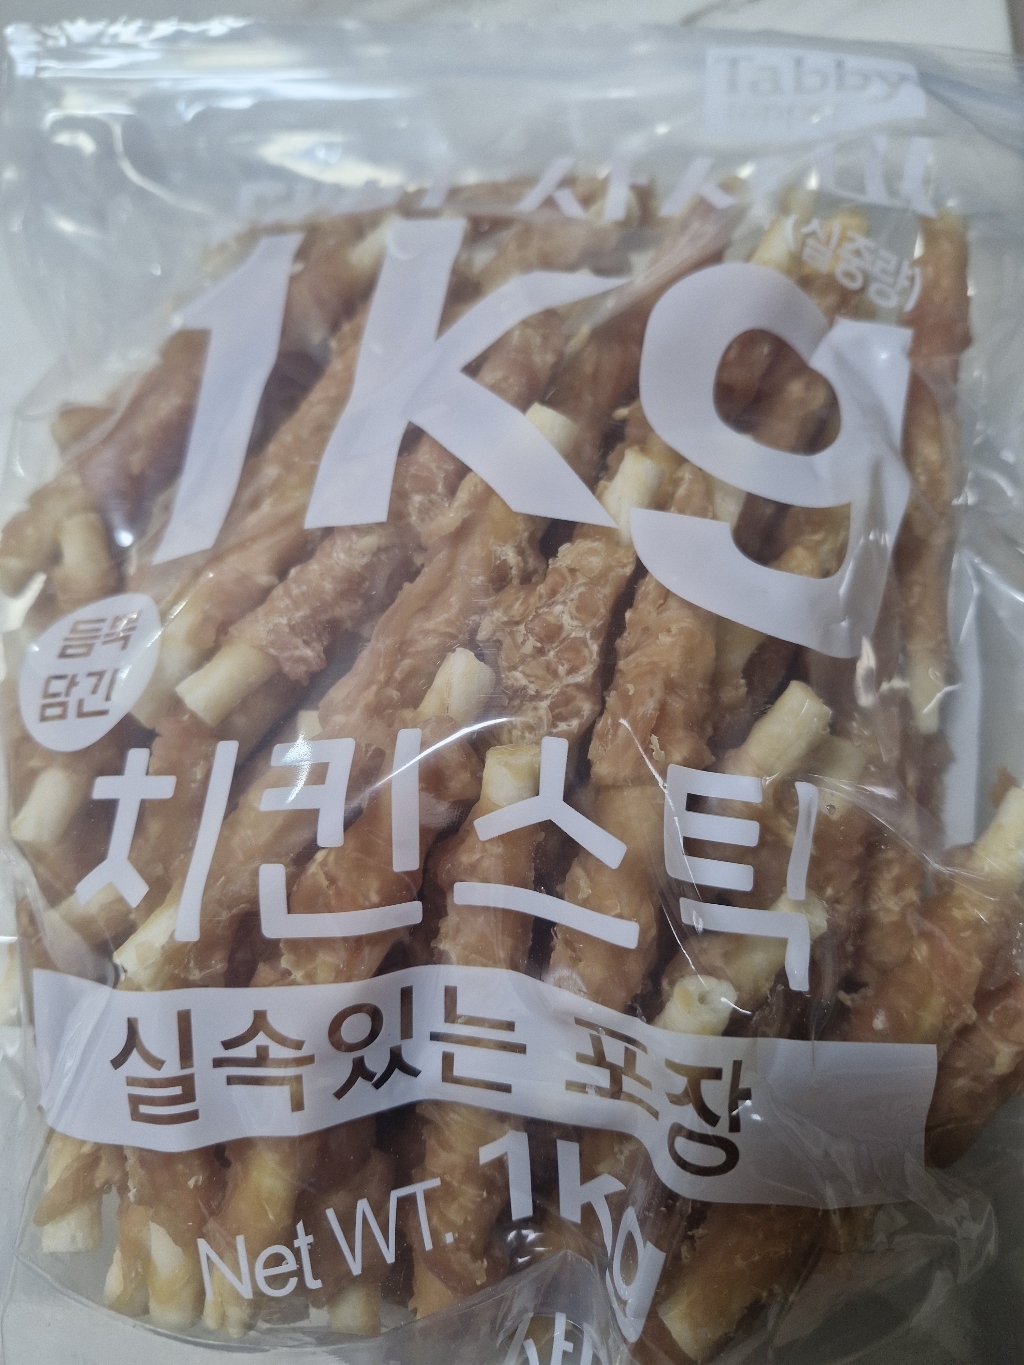 Tabby
1Kg
(실중량)
듬뿍
담긴
치킨스틱
실속있는 포장
Net WT. 1kg